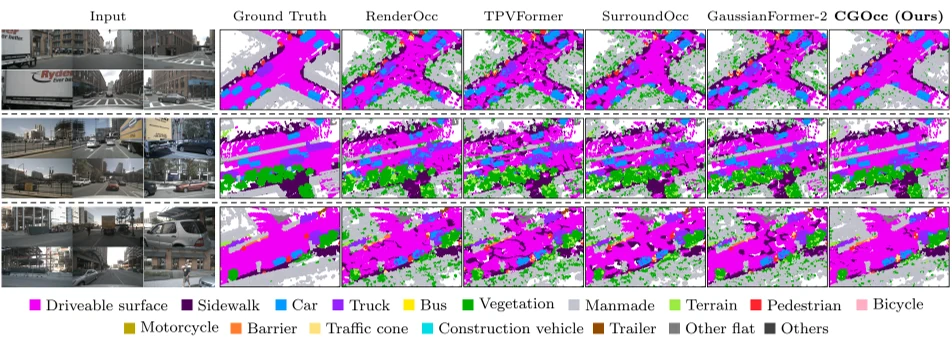 Input Ground Truth RenderOcc TPVFormer SurroundOcc GaussianFormer-2 CGOcc (Ours)
Ryder
Driveable surface Sidewalk Car Truck Bus Vegetation Manmade Terrain Pedestrian Bicycle
Motorcycle Barrier Traffic cone Construction vehicle Trailer Other flat Others